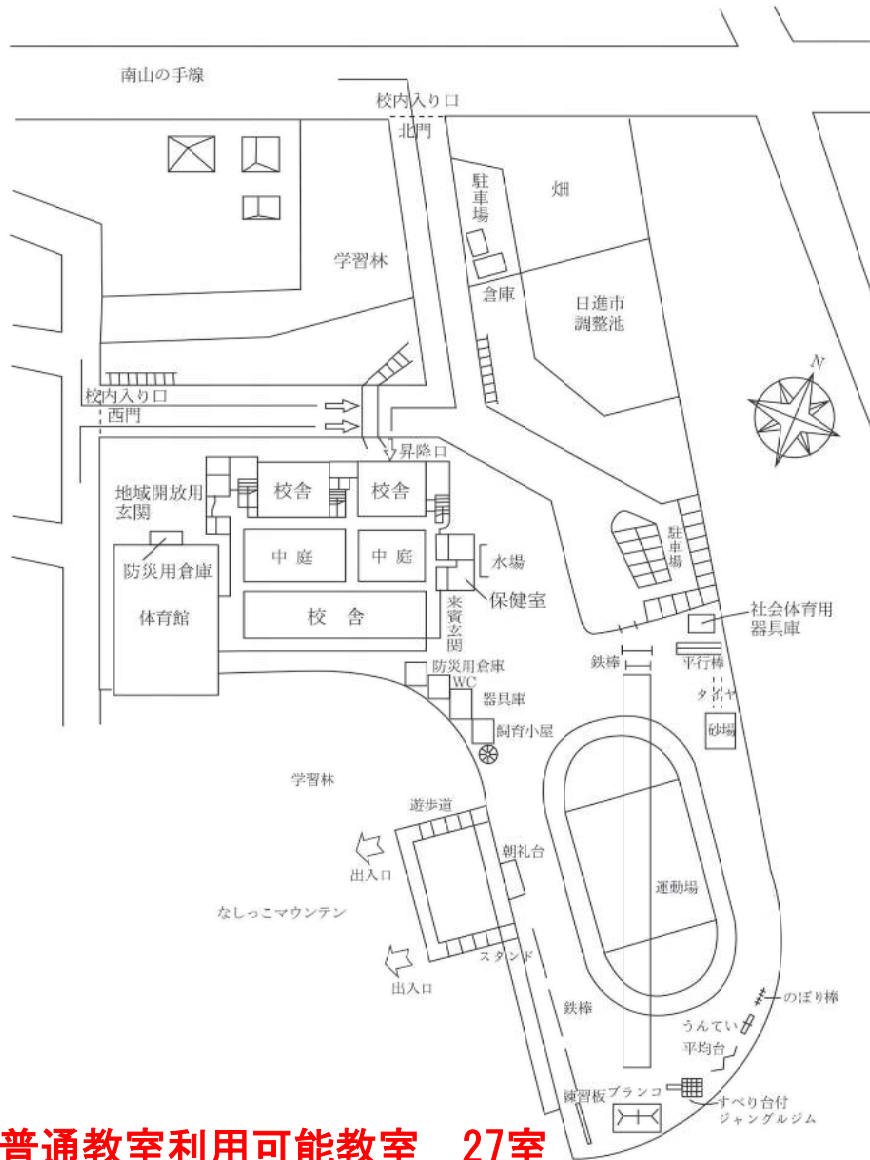 南山の手線
校内入り口
北門
駐車場
畑
学習林
倉庫
日進市
調整池
N
校内入り口
西門
昇降口
地域開放用
玄関
校舎
校舎
駐車場
防災用倉庫
中庭
中庭
水場
保健室
体育館
校舎
来賓玄関
社会体育用
器具庫
鉄棒
平行棒
防災用倉庫
WC
器具庫
タイヤ
砂場
飼育小屋
学習林
遊歩道
朝礼台
出入口
運動場
なしっこマウンテン
スタンド
出入口
鉄棒
のぼり棒
うんてい
平均台
練習板
ブランコ
すべり台付
ジャングルジム
普通教室利用可能教室　27室